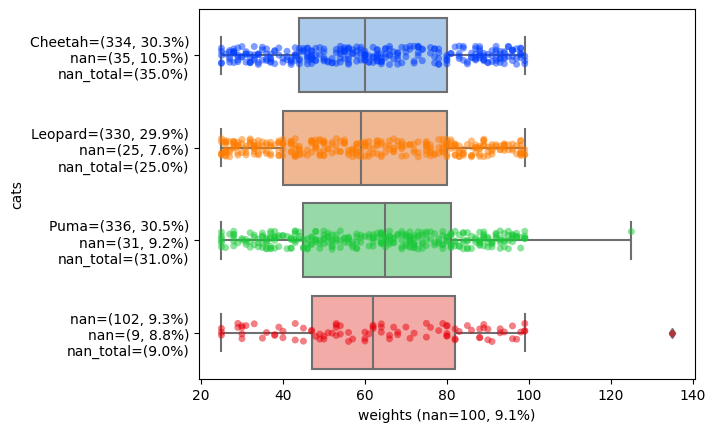 Cheetah=(334, 30.3%)
nan=(35, 10.5%)
nan_total=(35.0%)
Leopard=(330, 29.9%)
nan=(25, 7.6%)
nan_total=(25.0%)
cats
Puma=(336, 30.5%)
nan=(31, 9.2%)
nan_total=(31.0%)
nan=(102, 9.3%)
nan=(9, 8.8%)
nan_total=(9.0%)
20 40 60 80 100 120 140
weights (nan=100, 9.1%)